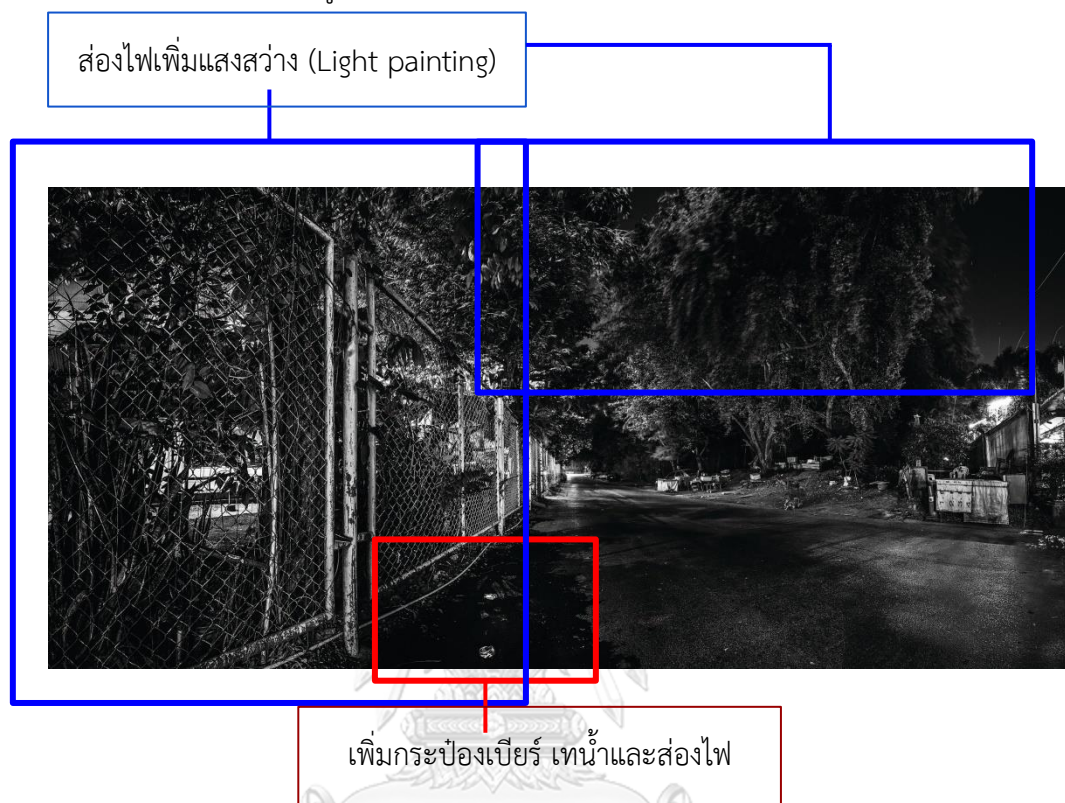 ส่องไฟเพิ่มแสงสว่าง (Light painting)
เพิ่มกระป๋องเบียร์ เทน้ำและส่องไฟ